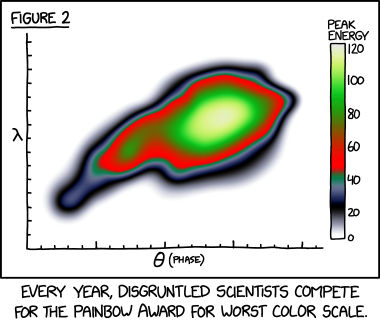 FIGURE 2
PEAK
ENERGY
120
100
80
60
40
20
0
λ
θ (PHASE)
EVERY YEAR, DISGRUNTLED SCIENTISTS COMPETE
FOR THE PAINBOW AWARD FOR WORST COLOR SCALE.